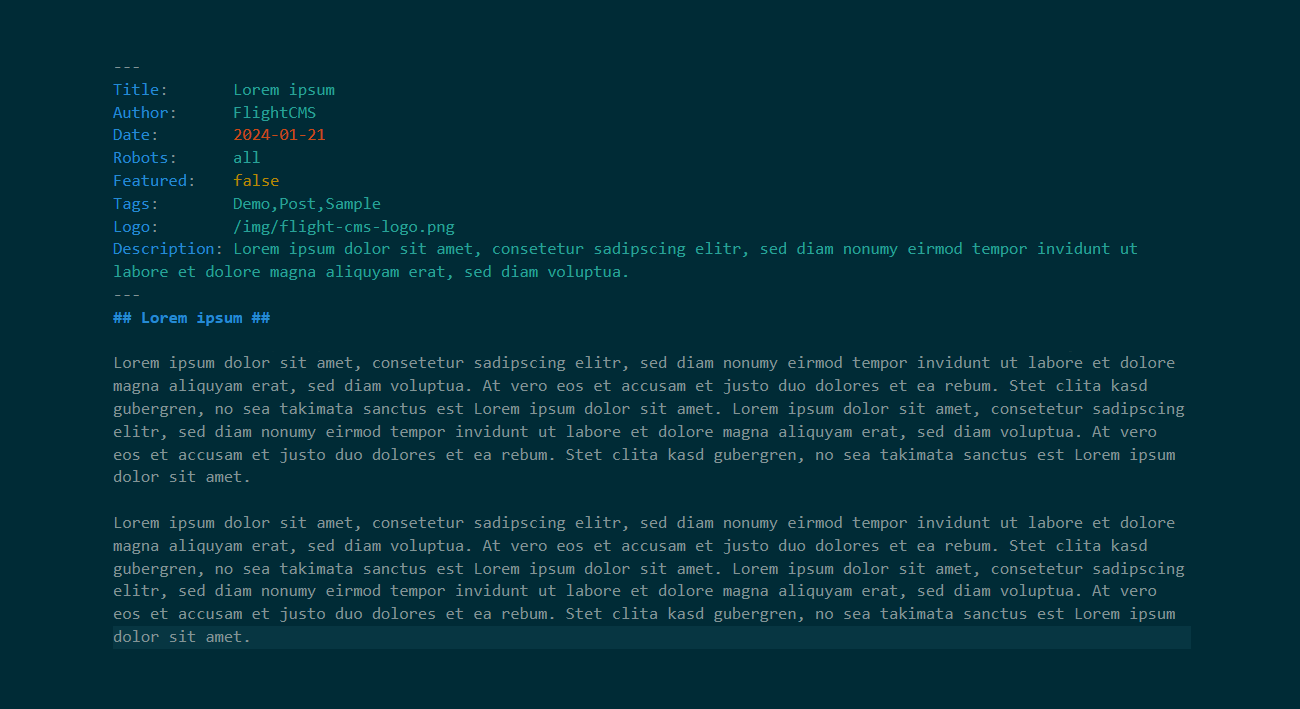 ---
Title:       Lorem ipsum
Author:      FlightCMS
Date:        2024-01-21
Robots:      all
Featured:    false
Tags:        Demo,Post,Sample
Logo:        /img/flight-cms-logo.png
Description: Lorem ipsum dolor sit amet, consetetur sadipscing elitr, sed diam nonumy eirmod tempor invidunt ut
labore et dolore magna aliquyam erat, sed diam voluptua.
---
## Lorem ipsum ##

Lorem ipsum dolor sit amet, consetetur sadipscing elitr, sed diam nonumy eirmod tempor invidunt ut labore et dolore
magna aliquyam erat, sed diam voluptua. At vero eos et accusam et justo duo dolores et ea rebum. Stet clita kasd
gubergren, no sea takimata sanctus est Lorem ipsum dolor sit amet. Lorem ipsum dolor sit amet, consetetur sadipscing
elitr, sed diam nonumy eirmod tempor invidunt ut labore et dolore magna aliquyam erat, sed diam voluptua. At vero
eos et accusam et justo duo dolores et ea rebum. Stet clita kasd gubergren, no sea takimata sanctus est Lorem ipsum
dolor sit amet.

Lorem ipsum dolor sit amet, consetetur sadipscing elitr, sed diam nonumy eirmod tempor invidunt ut labore et dolore
magna aliquyam erat, sed diam voluptua. At vero eos et accusam et justo duo dolores et ea rebum. Stet clita kasd
gubergren, no sea takimata sanctus est Lorem ipsum dolor sit amet. Lorem ipsum dolor sit amet, consetetur sadipscing
elitr, sed diam nonumy eirmod tempor invidunt ut labore et dolore magna aliquyam erat, sed diam voluptua. At vero
eos et accusam et justo duo dolores et ea rebum. Stet clita kasd gubergren, no sea takimata sanctus est Lorem ipsum
dolor sit amet.